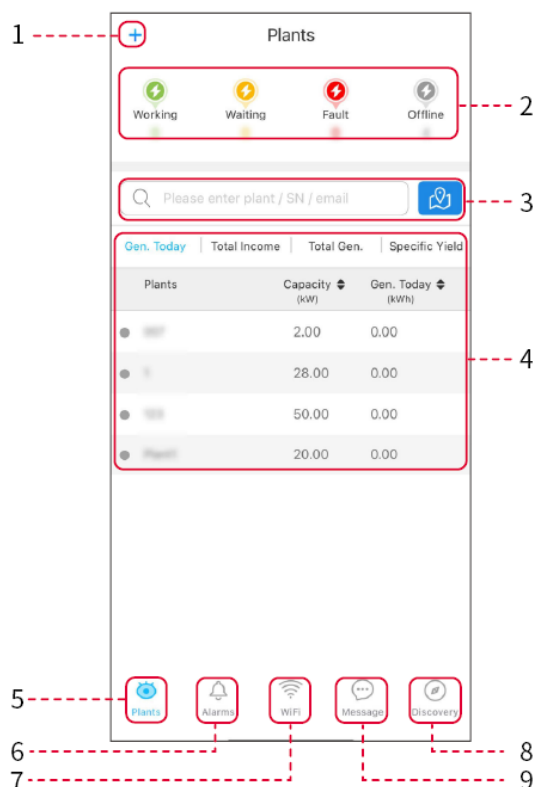 1
+
Plants
Working Waiting Fault Offline
2
Please enter plant / SN / email
3
Gen. Today Total Income Total Gen. Specific Yield
Plants Capacity Gen. Today
(kW) (kWh)
2.00 0.00
4
28.00 0.00
50.00 0.00
20.00 0.00
5
Plants Alarms WiFi Message Discovery
6 8
7 9